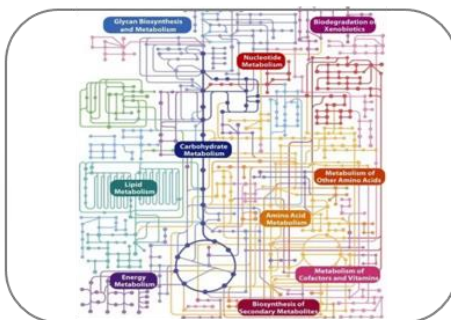 Glycan Biosynthesis
and Metabolism
Biodegradation of
Xenobiotics
Nucleotide
Metabolism
Carbohydrate
Metabolism
Metabolism of
Other Amino Acids
Lipid
Metabolism
Amino Acid
Metabolism
Energy
Metabolism
Metabolism of
Cofactors and Vitamins
Biosynthesis of
Secondary Metabolites